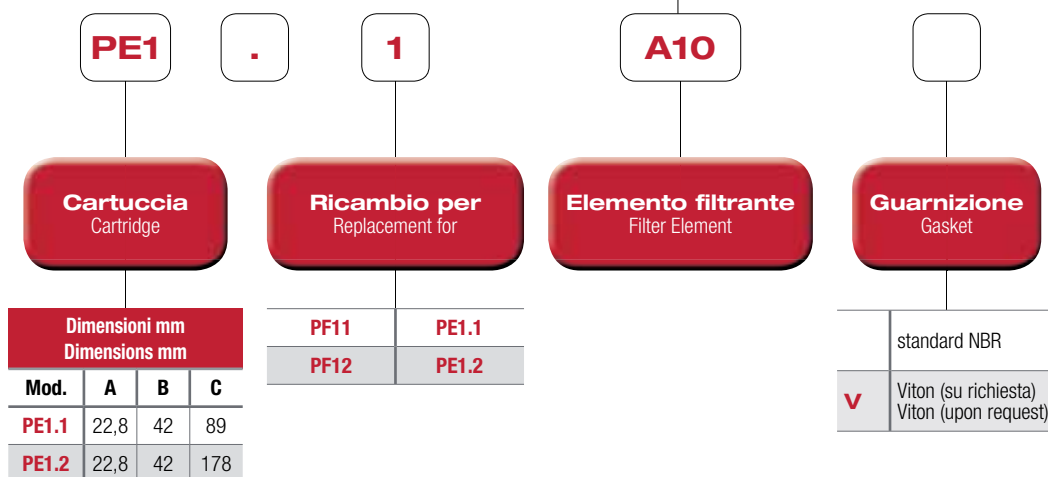 PE1 . 1 A10
Cartuccia
Cartridge
Ricambio per
Replacement for
Elemento filtrante
Filter Element
Guarnizione
Gasket
Dimensioni mm
Dimensions mm
Mod. A B C
PE1.1 22,8 42 89
PE1.2 22,8 42 178
PF11 PE1.1
PF12 PE1.2
standard NBR
V Viton (su richiesta)
Viton (upon request)